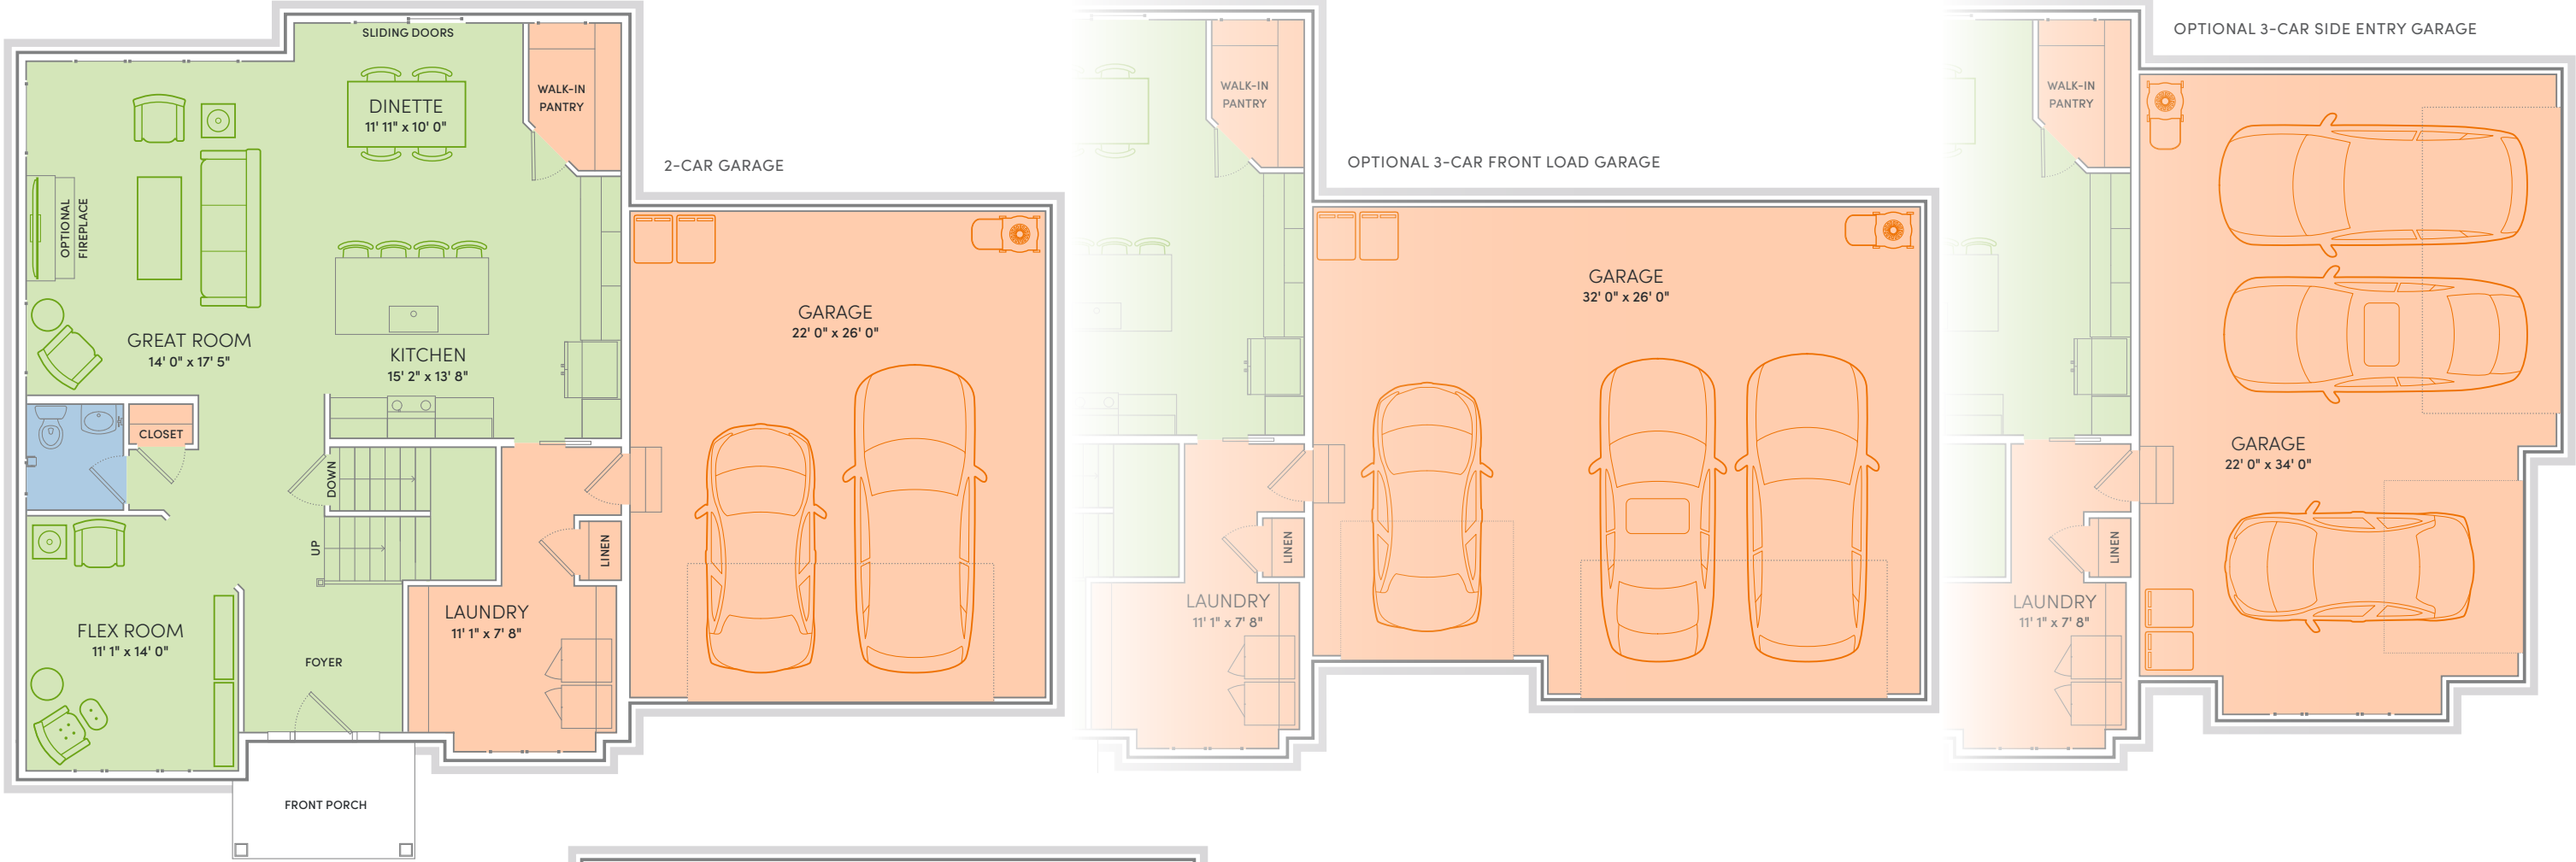 SLIDING DOORS
WALK-IN
PANTRY
DINETTE
11' 11" x 10' 0"
OPTIONAL
FIREPLACE
GREAT ROOM
14' 0" x 17' 5"
KITCHEN
15' 2" x 13' 8"
CLOSET
DOWN
UP
LINEN
LAUNDRY
11' 1" x 7' 8"
FLEX ROOM
11' 1" x 14' 0"
FOYER
FRONT PORCH
2-CAR GARAGE
GARAGE
22' 0" x 26' 0"
WALK-IN
PANTRY
OPTIONAL 3-CAR FRONT LOAD GARAGE
GARAGE
32' 0" x 26' 0"
LINEN
LAUNDRY
11' 1" x 7' 8"
OPTIONAL 3-CAR SIDE ENTRY GARAGE
WALK-IN
PANTRY
GARAGE
22' 0" x 34' 0"
LINEN
LAUNDRY
11' 1" x 7' 8"